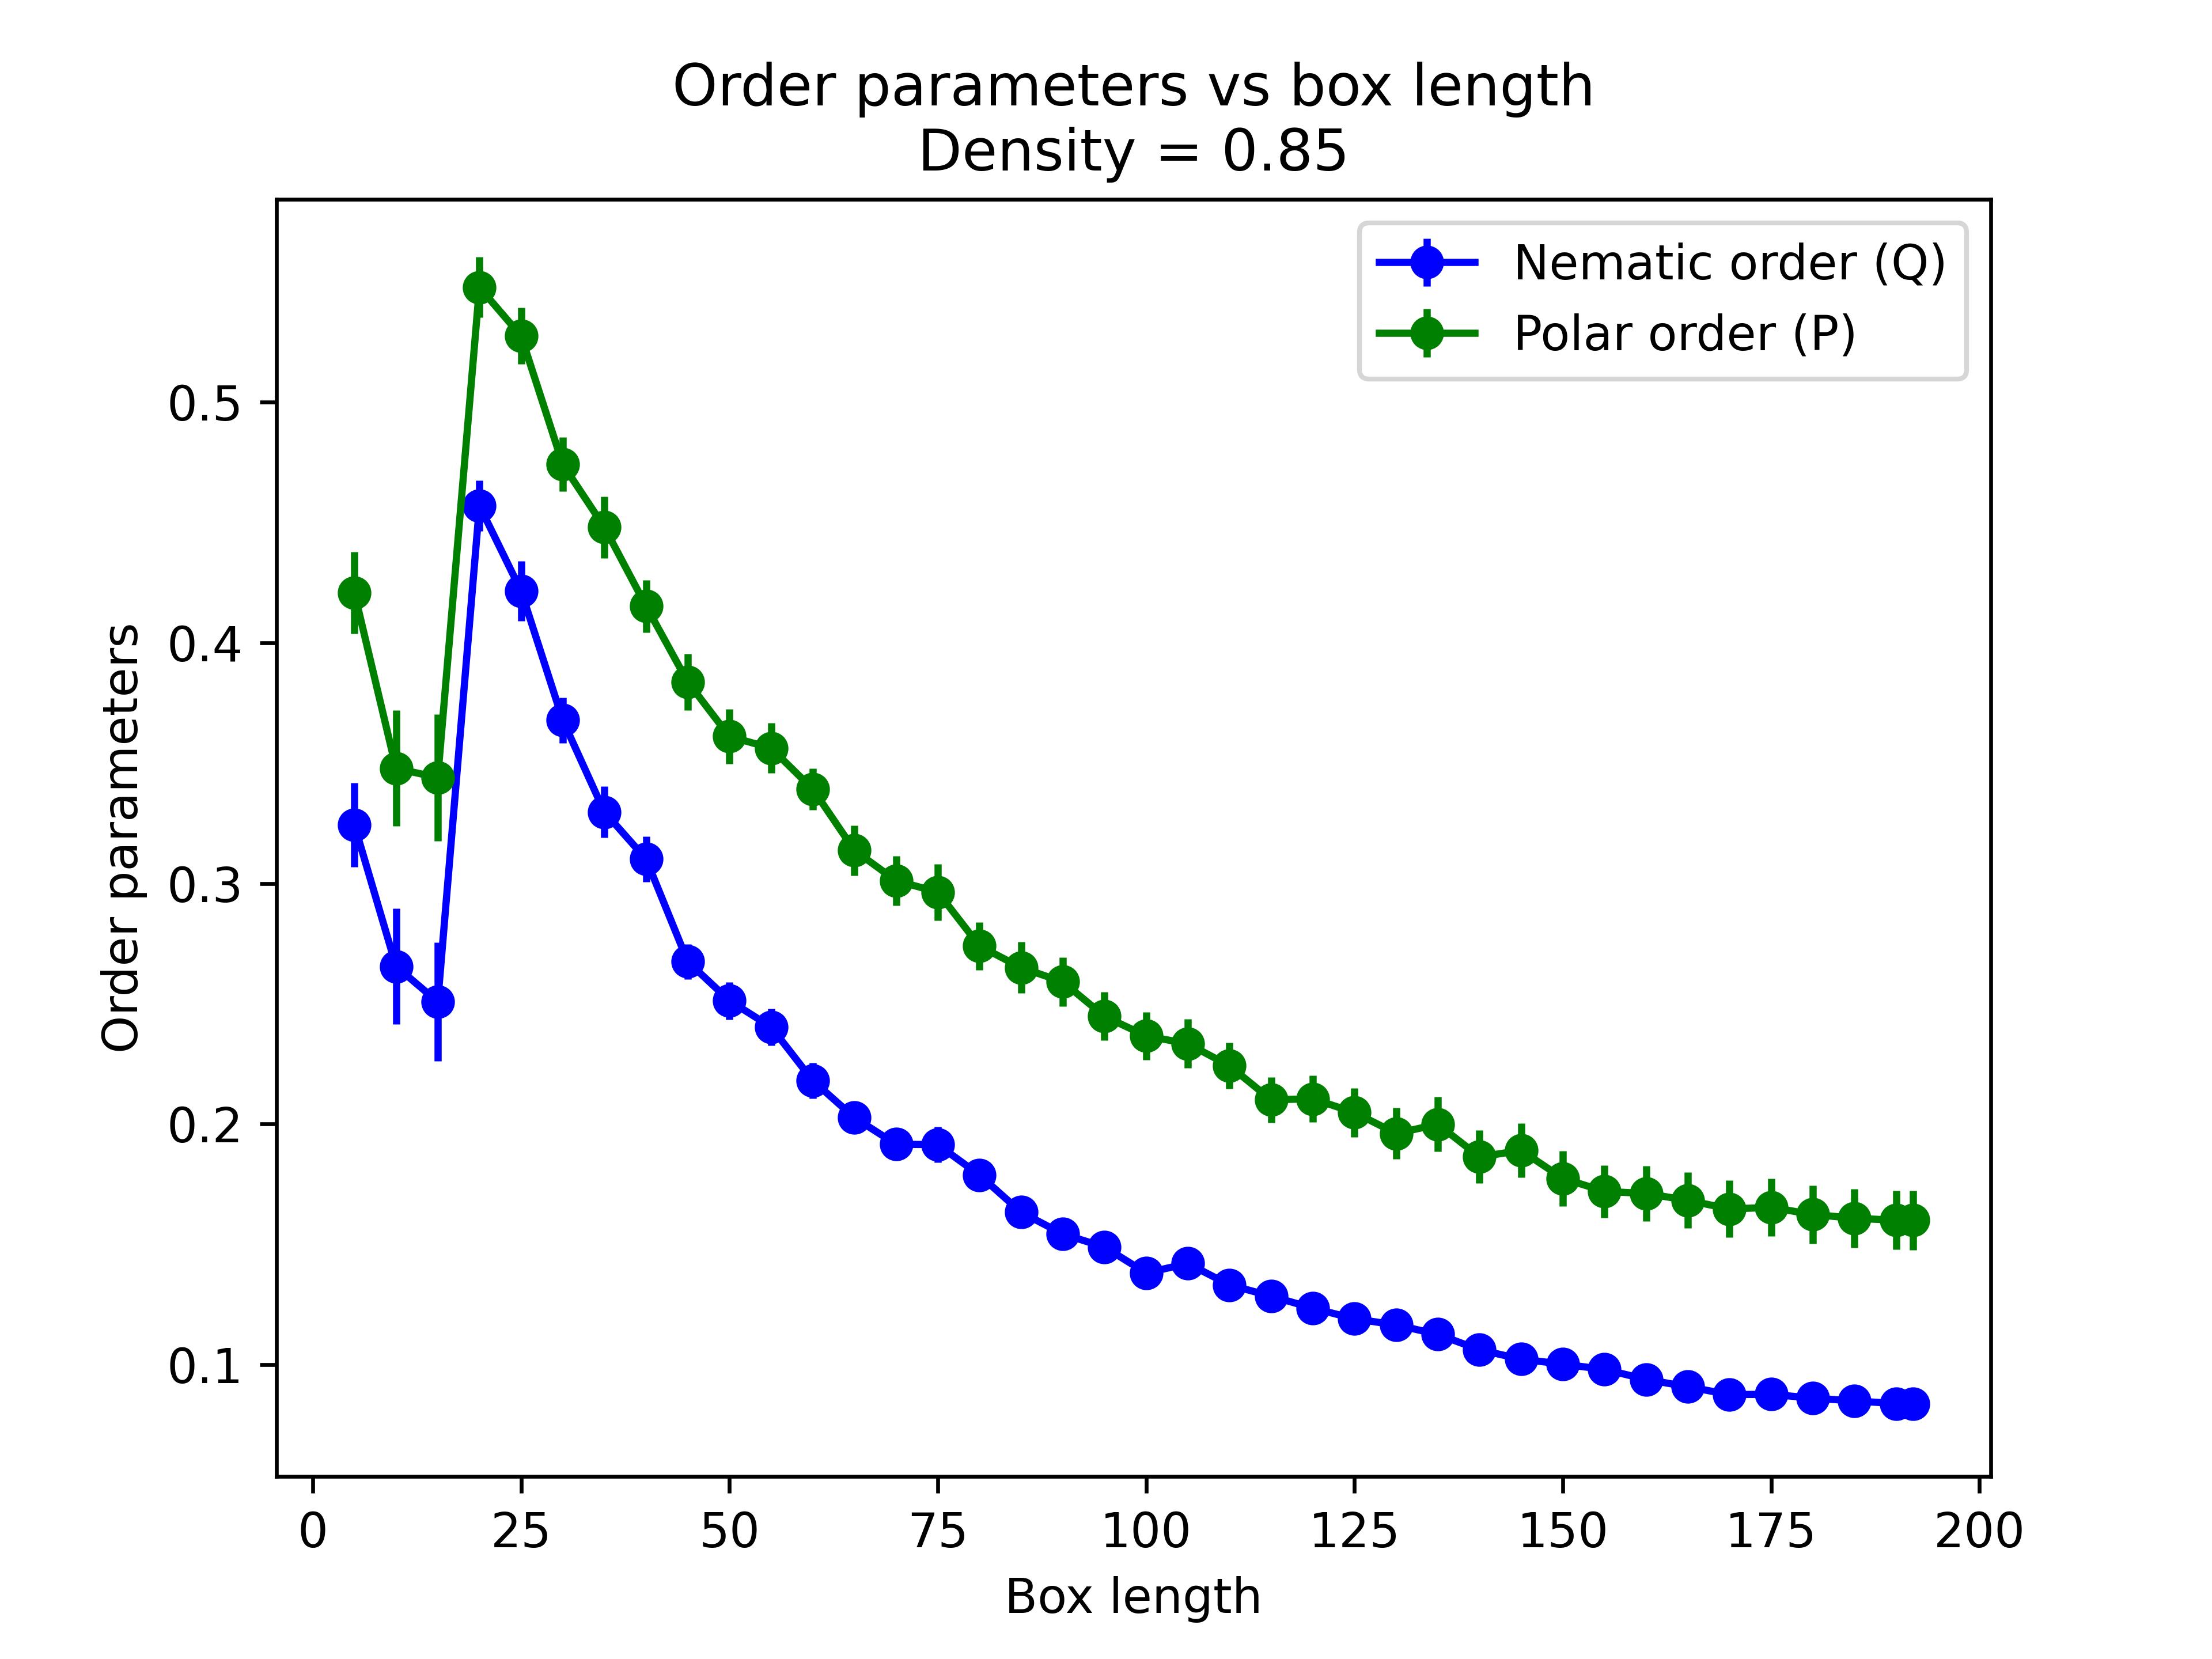 Order parameters vs box length
Density = 0.85
Nematic order (Q)
Polar order (P)
Order parameters
0.5
0.4
0.3
0.2
0.1
0 25 50 75 100 125 150 175 200
Box length